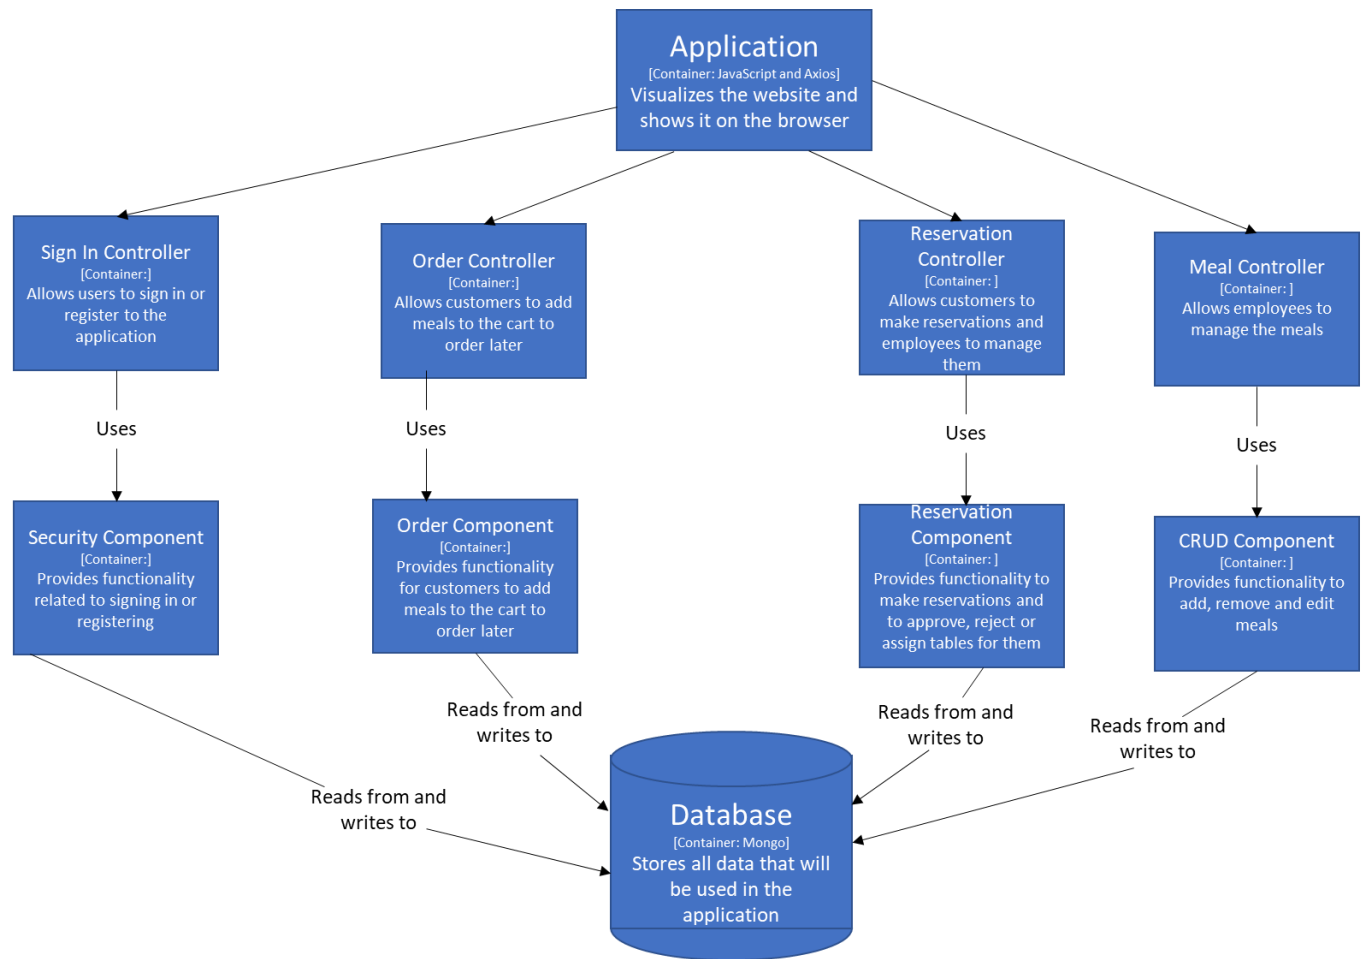 Application
[Container: JavaScript and Axios]
Visualizes the website and
shows it on the browser
Sign In Controller
[Container:]
Allows users to sign in or
register to the
application
Order Controller
[Container:]
Allows customers to add
meals to the cart to
order later
Reservation
Controller
[Container: ]
Allows customers to
make reservations and
employees to manage
them
Meal Controller
[Container: ]
Allows employees to
manage the meals
Uses
Uses
Uses
Uses
Security Component
[Container:]
Provides functionality
related to signing in or
registering
Order Component
[Container:]
Provides functionality
for customers to add
meals to the cart to
order later
Reservation
Component
[Container: ]
Provides functionality to
make reservations and
to approve, reject or
assign tables for them
CRUD Component
[Container: ]
Provides functionality to
add, remove and edit
meals
Reads from and
writes to
Reads from and
writes to
Reads from and
writes to
Reads from and
writes to
Database
[Container: Mongo]
Stores all data that will
be used in the
application